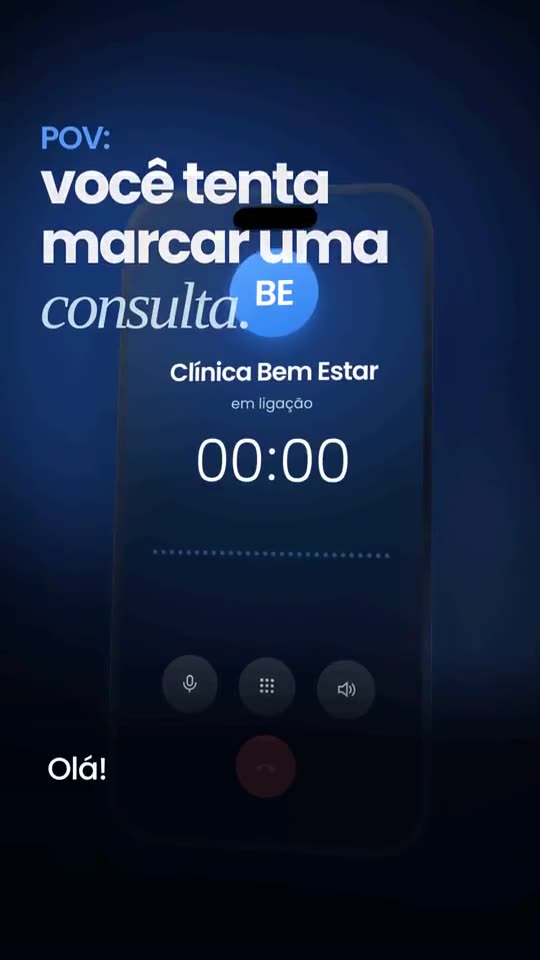 POV:
você tenta
marcar uma
consulta.
BE
Clínica Bem Estar
em ligação
00:00
Olá!